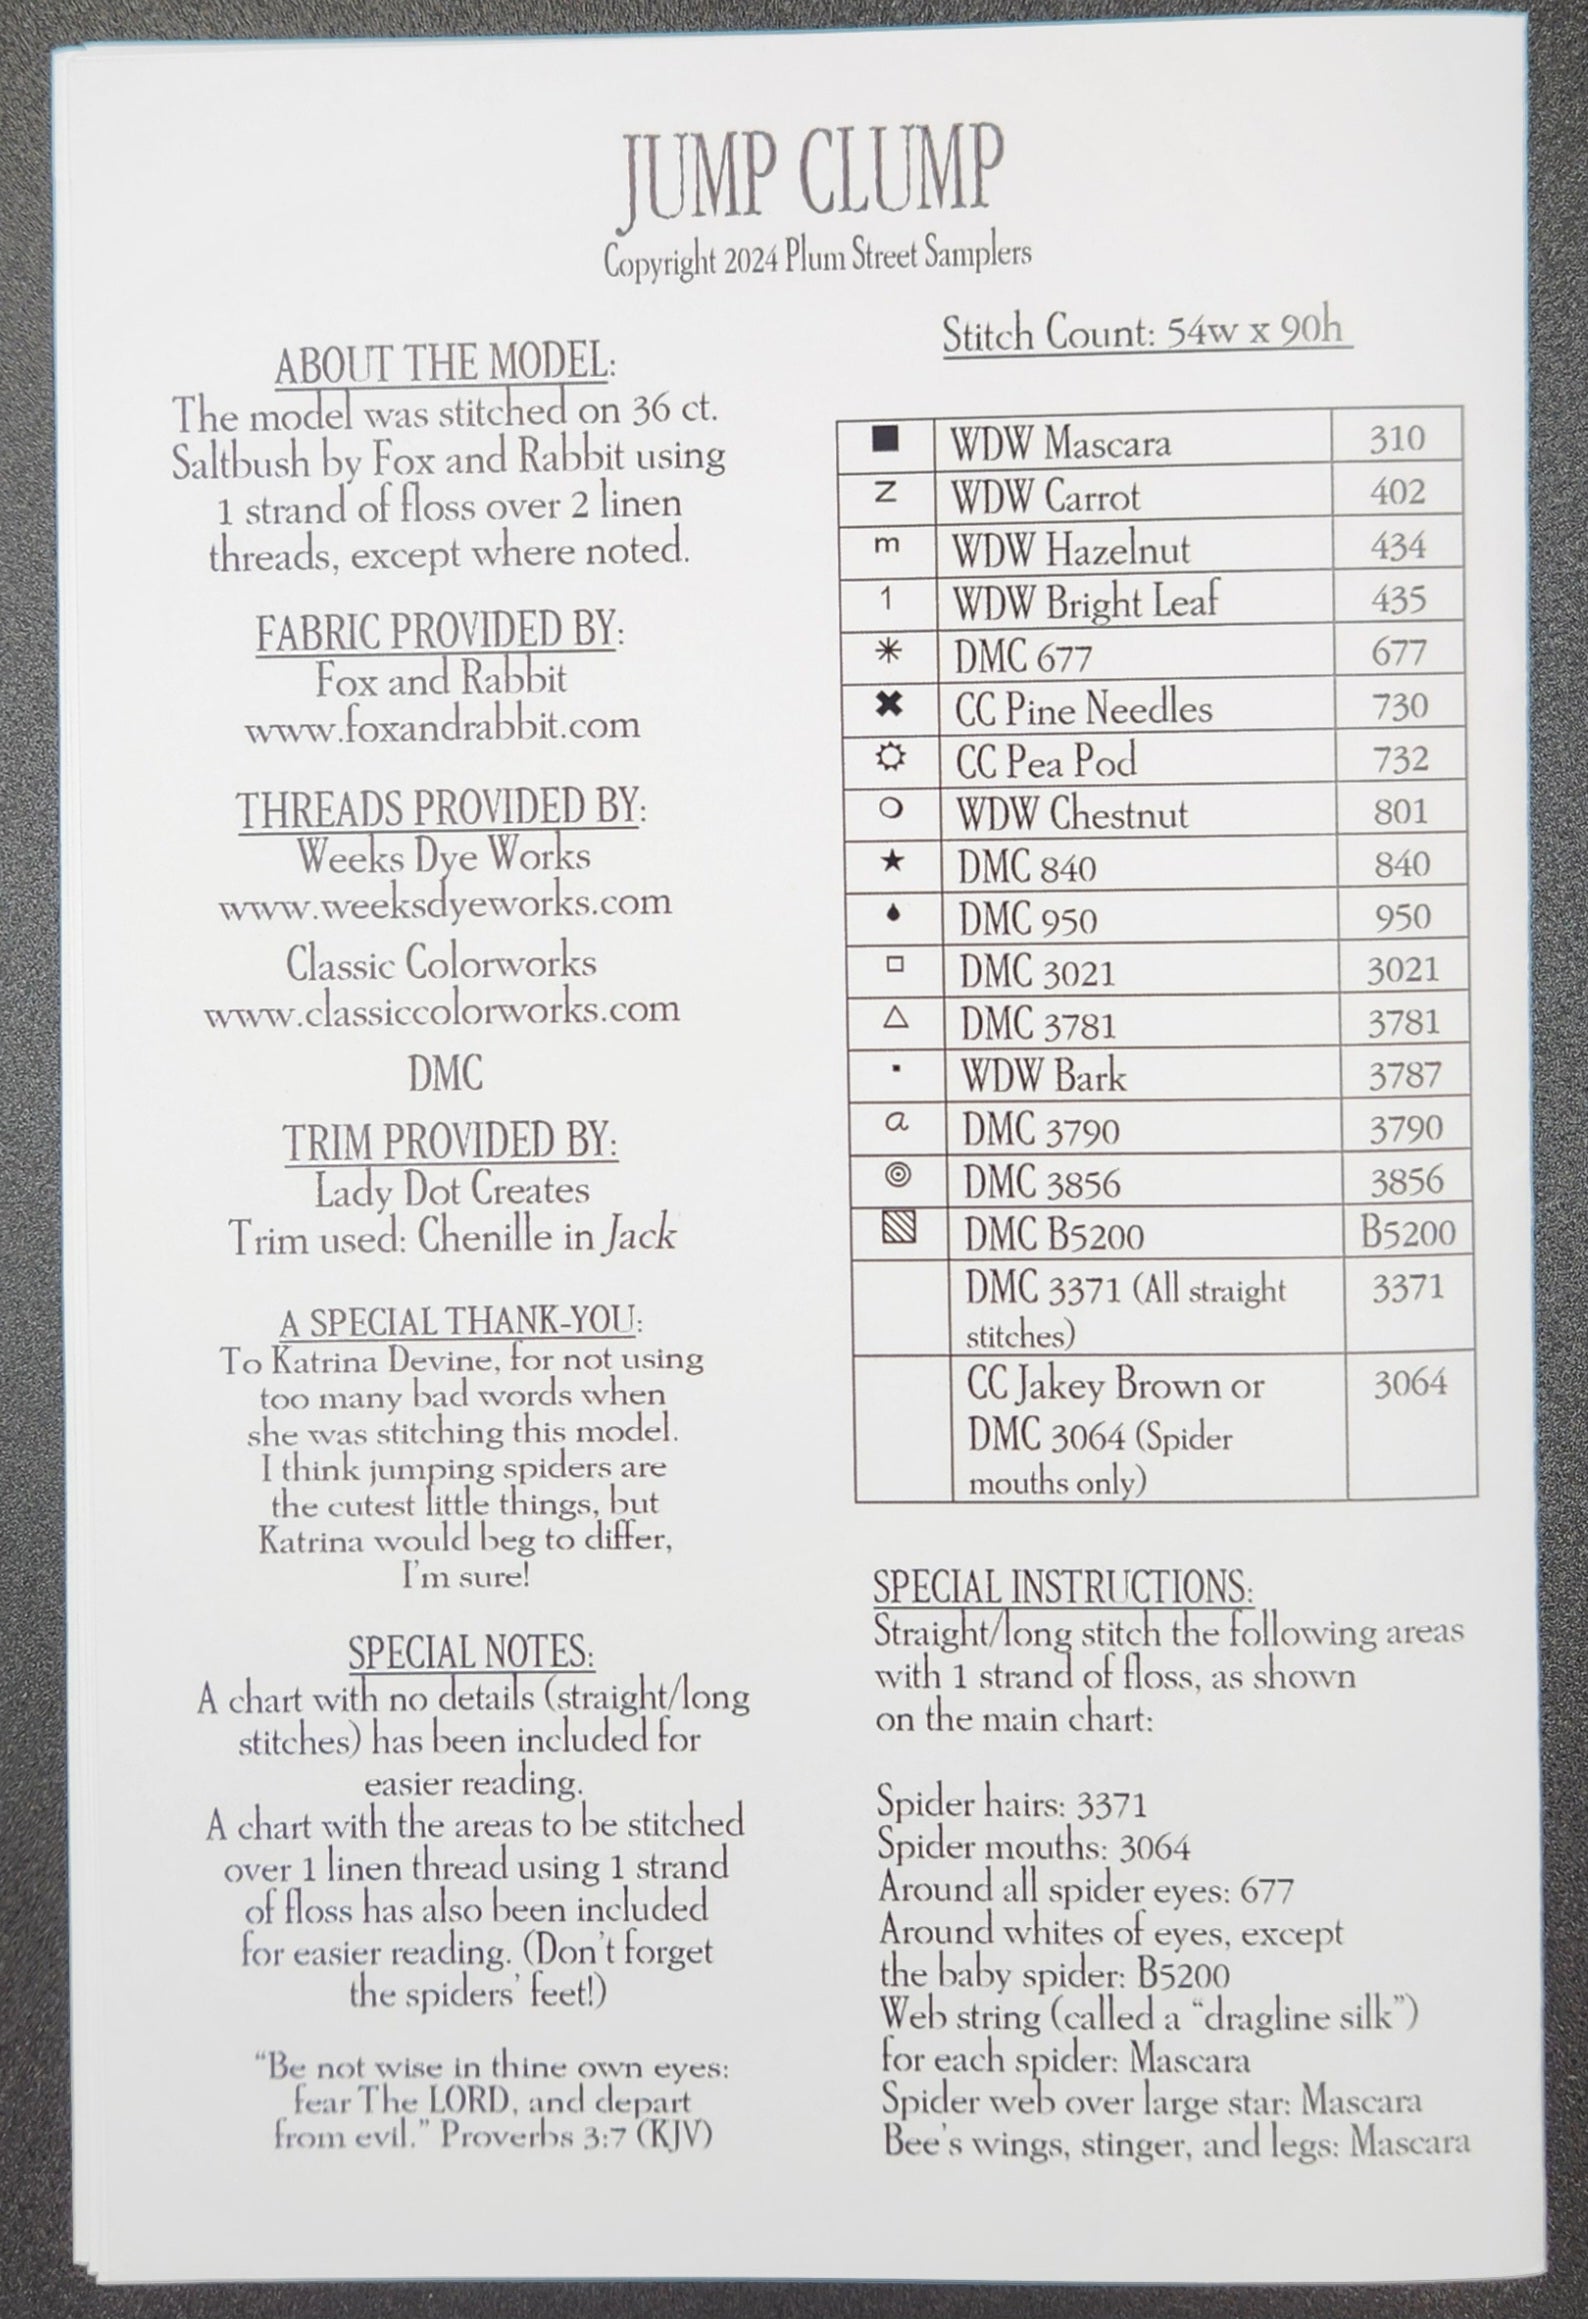 JUMP CLUMP
Copyright 2024 Plum Street Samplers
ABOUT THE MODEL:
The model was stitched on 36 ct.
Saltbush by Fox and Rabbit using
1 strand of floss over 2 linen
threads, except where noted.
FABRIC PROVIDED BY:
Fox and Rabbit
www.foxandrabbit.com
THREADS PROVIDED BY:
Weeks Dye Works
www.weeksdyeworks.com
Classic Colorworks
www.classiccolorworks.com
DMC
TRIM PROVIDED BY:
Lady Dot Creates
Trim used: Chenille in Jack
A SPECIAL THANK-YOU:
To Katrina Devine, for not using
too many bad words when
she was stitching this model.
I think jumping spiders are
the cutest little things, but
Katrina would beg to differ,
I'm sure!
SPECIAL NOTES:
A chart with no details (straight/long
stitches) has been included for
easier reading.
A chart with the areas to be stitched
over 1 linen thread using 1 strand
of floss has also been included
for easier reading. (Don't forget
the spiders' feet!)
"Be not wise in thine own eyes:
fear The LORD, and depart
from evil." Proverbs 3:7 (KJV)
Stitch Count: 54w x 90h
■ WDW Mascara 310
Z WDW Carrot 402
m WDW Hazelnut 434
1 WDW Bright Leaf 435
✳ DMC 677 677
✖ CC Pine Needles 730
☼ CC Pea Pod 732
❍ WDW Chestnut 801
★ DMC 840 840
♦ DMC 950 950
□ DMC 3021 3021
△ DMC 3781 3781
▪ WDW Bark 3787
a DMC 3790 3790
◎ DMC 3856 3856
▧ DMC B5200 B5200
DMC 3371 (All straight 3371
stitches)
CC Jakey Brown or 3064
DMC 3064 (Spider
mouths only)
SPECIAL INSTRUCTIONS:
Straight/long stitch the following areas
with 1 strand of floss, as shown
on the main chart:
Spider hairs: 3371
Spider mouths: 3064
Around all spider eyes: 677
Around whites of eyes, except
the baby spider: B5200
Web string (called a "dragline silk")
for each spider: Mascara
Spider web over large star: Mascara
Bee's wings, stinger, and legs: Mascara